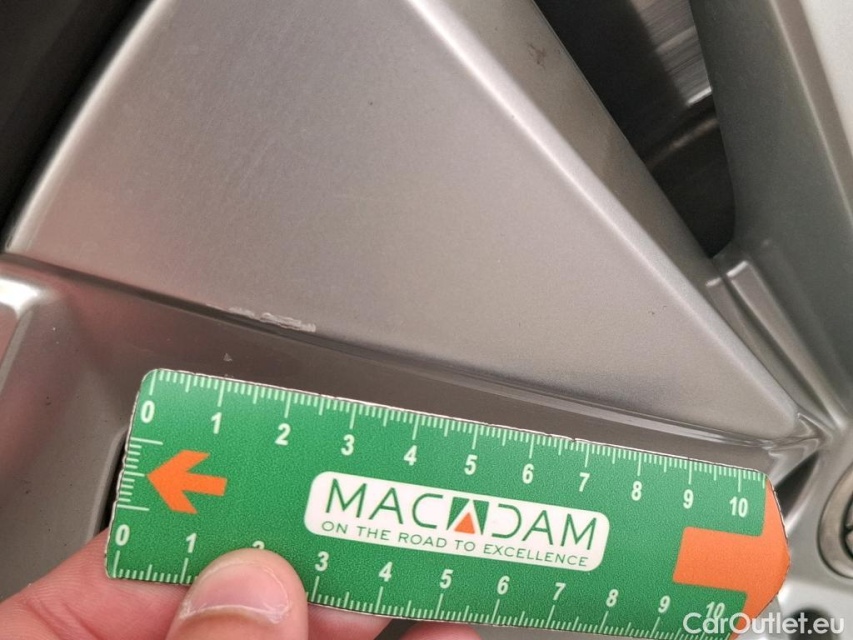 0 1 2 3 4 5 6 7 8 9 10
MACADAM
ON THE ROAD TO EXCELLENCE
0 1 2 3 4 5 6 7 8 9 10
CarOutlet.eu